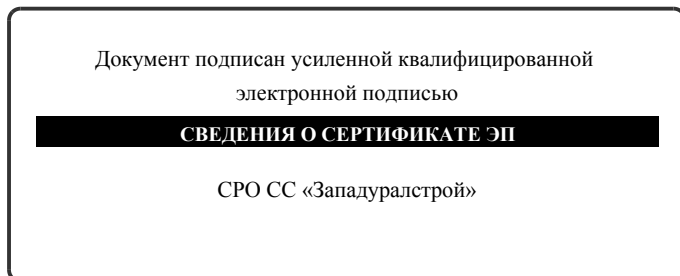 Документ подписан усиленной квалифицированной
электронной подписью
СВЕДЕНИЯ О СЕРТИФИКАТЕ ЭП
СРО СС «Западуралстрой»